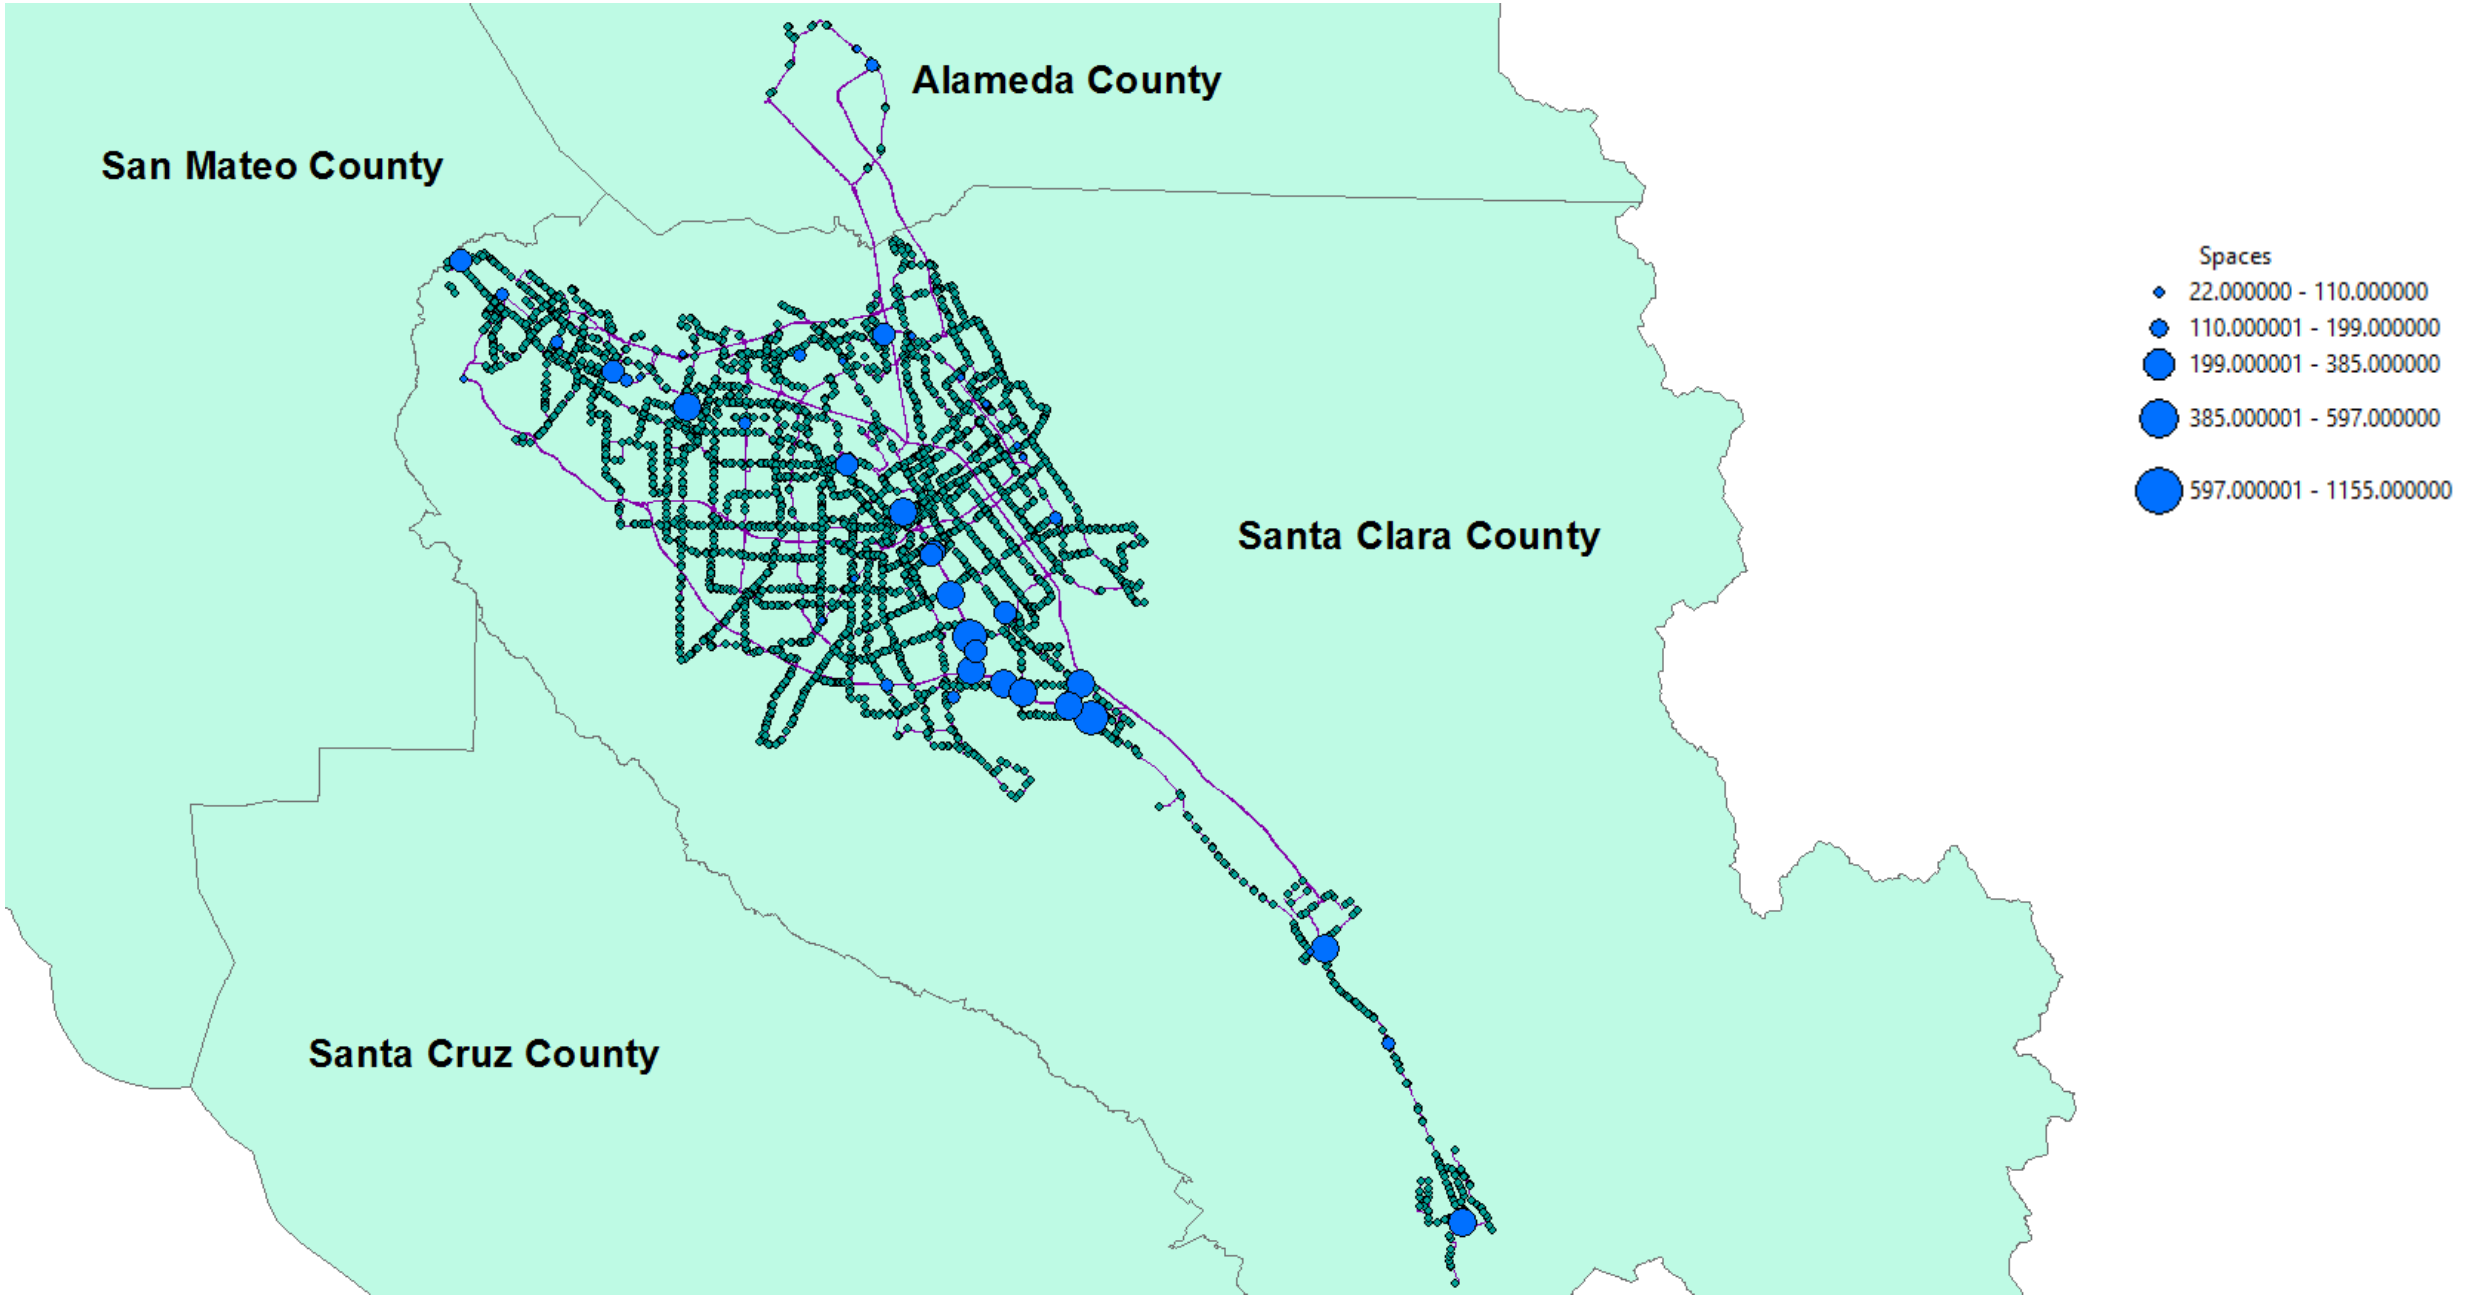 Alameda County
San Mateo County
Santa Clara County
Santa Cruz County
Spaces
22.000000 - 110.000000
110.000001 - 199.000000
199.000001 - 385.000000
385.000001 - 597.000000
597.000001 - 1155.000000